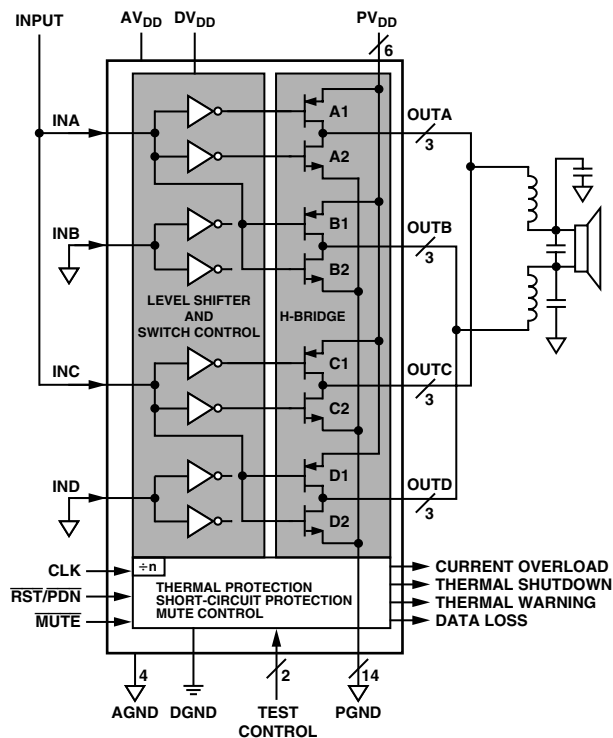 INPUT
AVDD
DVDD
PVDD
6
INA
A1
OUTA
3
A2
INB
B1
OUTB
3
B2
LEVEL SHIFTER
AND
SWITCH CONTROL
H-BRIDGE
INC
C1
OUTC
3
C2
IND
D1
OUTD
3
D2
CLK
÷n
RST/PDN
MUTE
THERMAL PROTECTION
SHORT-CIRCUIT PROTECTION
MUTE CONTROL
CURRENT OVERLOAD
THERMAL SHUTDOWN
THERMAL WARNING
DATA LOSS
4
2
14
AGND
DGND
TEST
CONTROL
PGND